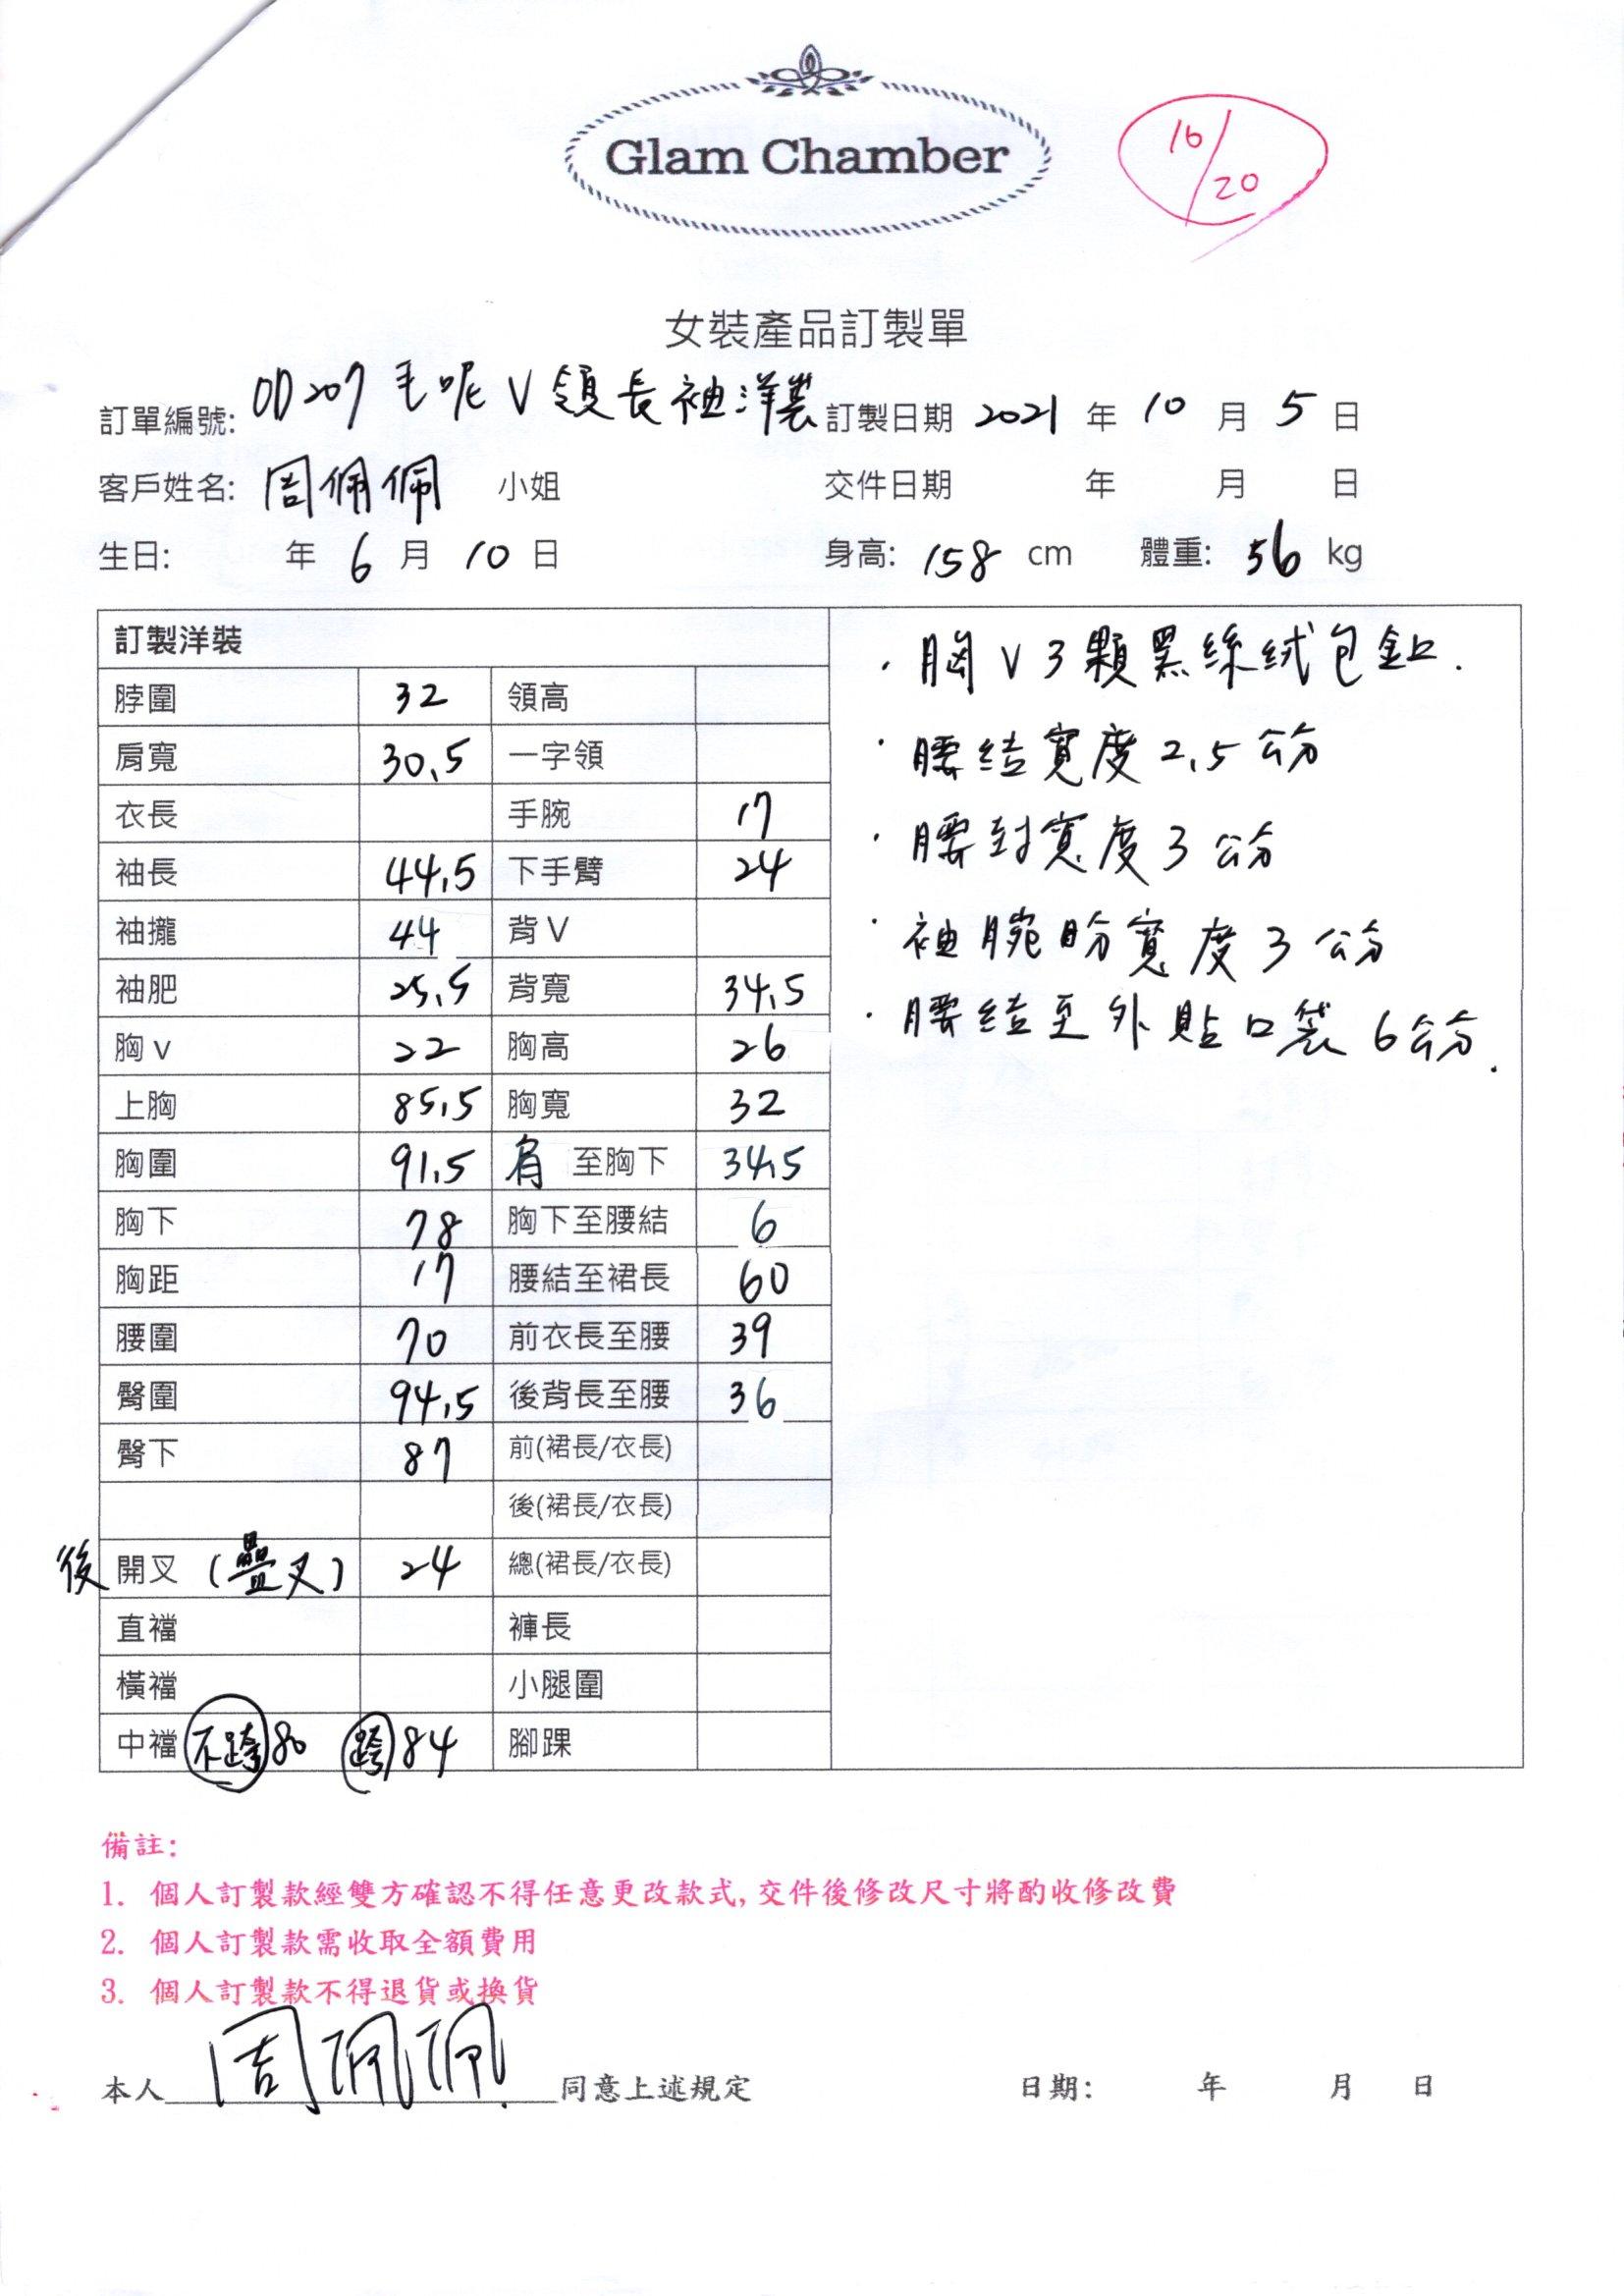 Glam Chamber
16/20
女裝產品訂製單
訂單編號: OD207 毛呢V領長袖洋裝 訂製日期 2021 年 10 月 5 日
客戶姓名: 周佩佩 小姐 交件日期 年 月 日
生日: 年 6 月 10 日 身高: 158 cm 體重: 56 kg
訂製洋裝
脖圍 32 領高
肩寬 30.5 一字領
衣長 手腕 17
袖長 44.5 下手臂 24
袖攏 44 背V
袖肥 25.5 背寬 34.5
胸v 22 胸高 26
上胸 85.5 胸寬 32
胸圍 91.5 肩 至胸下 34.5
胸下 78 胸下至腰結 6
胸距 17 腰結至裙長 60
腰圍 70 前衣長至腰 39
臀圍 94.5 後背長至腰 36
臀下 87 前(裙長/衣長)
後(裙長/衣長)
後 開叉 (疊叉) 24 總(裙長/衣長)
直襠 褲長
橫襠 小腿圍
中襠 不跨 80 跨 84 腳踝
· 胸V3顆黑絲絨包釦.
· 腰結寬度2.5公分
· 腰封寬度3公分
· 袖腕 寬度3公分
· 腰結至外貼口袋6公分.
備註:
1. 個人訂製款經雙方確認不得任意更改款式, 交件後修改尺寸將酌收修改費
2. 個人訂製款需收取全額費用
3. 個人訂製款不得退貨或換貨
本人 周珮珮 同意上述規定 日期: 年 月 日